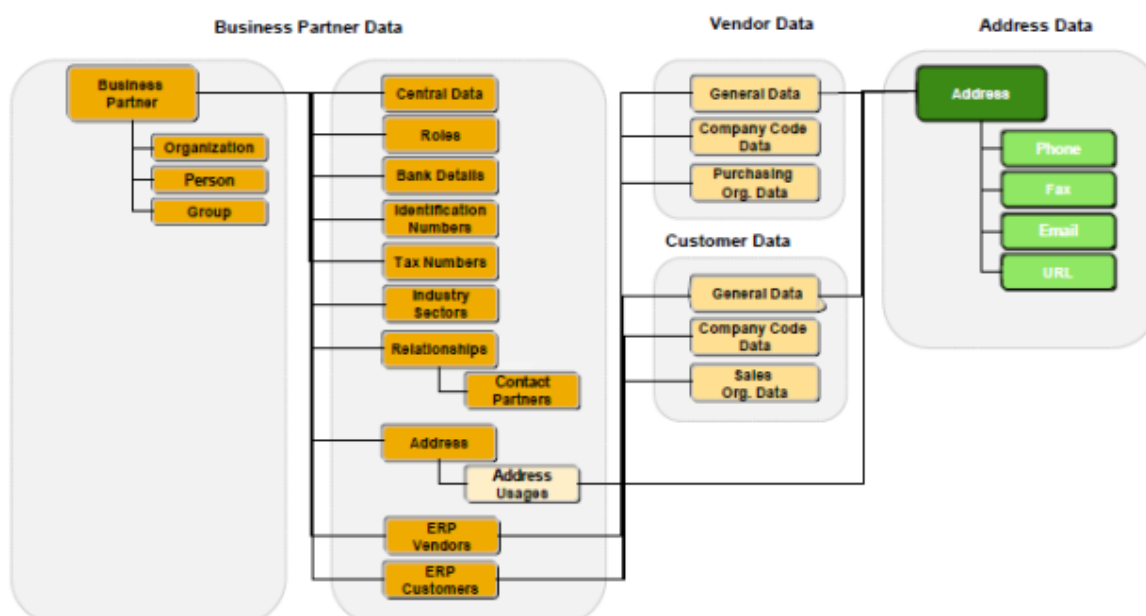 Business Partner Data
Vendor Data
Address Data
Business
Partner
Organization
Person
Group
Central Data
Roles
Bank Details
Identification
Numbers
Tax Numbers
Industry
Sectors
Relationships
Contact
Partners
Address
Address
Usages
ERP
Vendors
ERP
Customers
General Data
Company Code
Data
Purchasing
Org. Data
Customer Data
General Data
Company Code
Data
Sales
Org. Data
Address
Phone
Fax
Email
URL